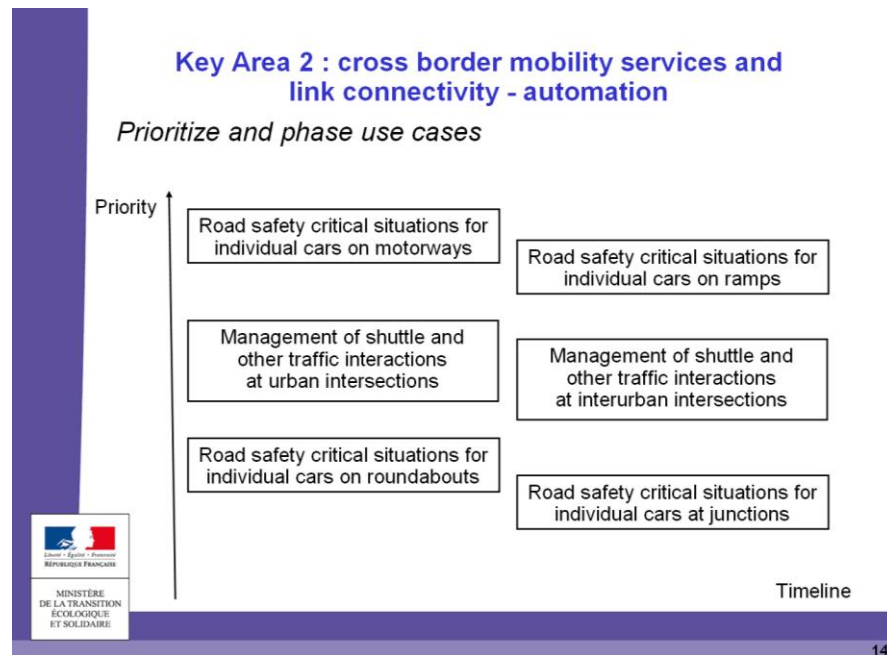 Key Area 2 : cross border mobility services and
link connectivity - automation
Prioritize and phase use cases
Priority
Road safety critical situations for
individual cars on motorways
Road safety critical situations for
individual cars on ramps
Management of shuttle and
other traffic interactions
at urban intersections
Management of shuttle and
other traffic interactions
at interurban intersections
Road safety critical situations for
individual cars on roundabouts
Road safety critical situations for
individual cars at junctions
Liberté • Égalité • Fraternité
RÉPUBLIQUE FRANÇAISE
MINISTÈRE
DE LA TRANSITION
ÉCOLOGIQUE
ET SOLIDAIRE
Timeline
14